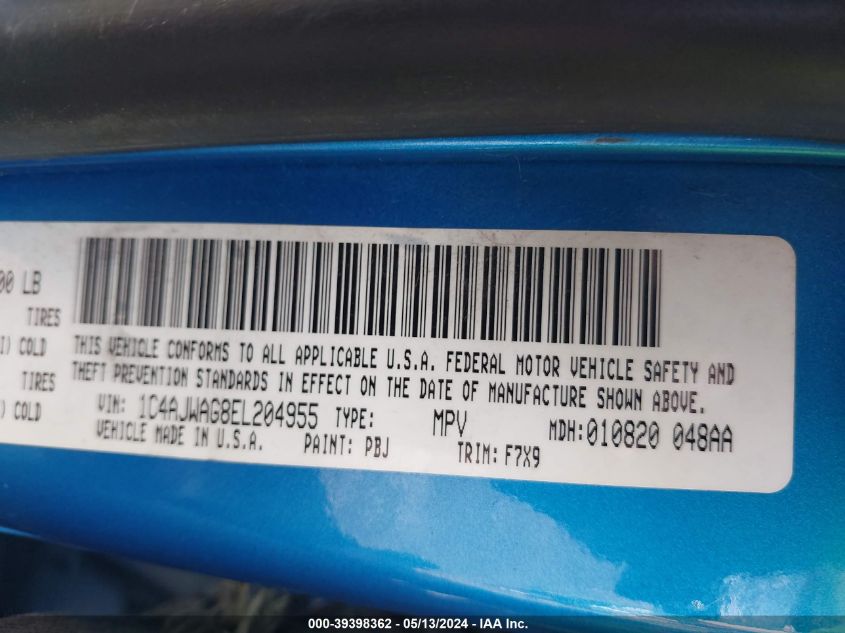 00 LB
TIRES
I) COLD
TIRES
) COLD
THIS VEHICLE CONFORMS TO ALL APPLICABLE U.S.A. FEDERAL MOTOR VEHICLE SAFETY AND
THEFT PREVENTION STANDARDS IN EFFECT ON THE DATE OF MANUFACTURE SHOWN ABOVE.
VIN: 1C4AJWAG8EL204955 TYPE: MPV MDH:010820 048AA
VEHICLE MADE IN U.S.A. PAINT: PBJ TRIM: F7X9
000-39398362 - 05/13/2024 - IAA Inc.